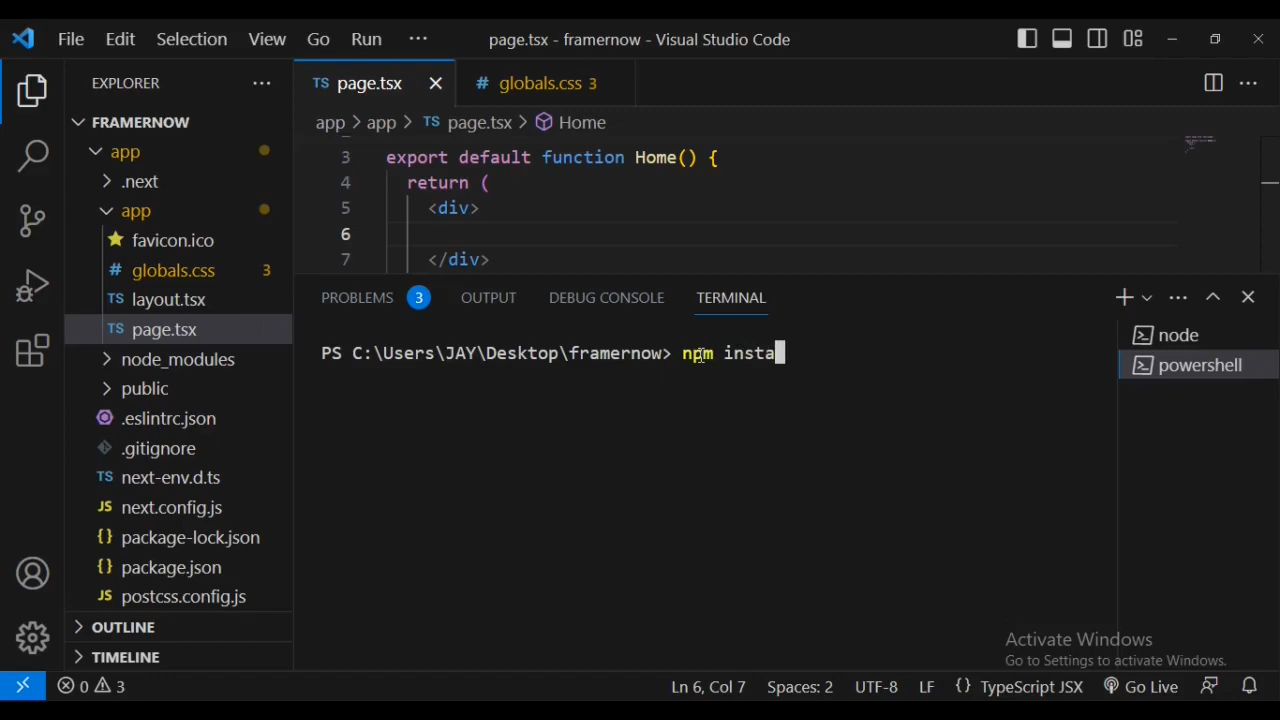 File Edit Selection View Go Run ··· page.tsx - framernow - Visual Studio Code
EXPLORER ···
TS page.tsx
# globals.css 3
···
FRAMERNOW
app
.next
app
favicon.ico
# globals.css 3
TS layout.tsx
TS page.tsx
node_modules
public
.eslintrc.json
.gitignore
TS next-env.d.ts
JS next.config.js
{} package-lock.json
{} package.json
JS postcss.config.js
OUTLINE
TIMELINE
app > app > TS page.tsx > Home
3 export default function Home() {
4 return (
5 <div>
6
7 </div>
PROBLEMS 3 OUTPUT DEBUG CONSOLE TERMINAL
PS C:\Users\JAY\Desktop\framernow> npm insta
node
powershell
Activate Windows
Go to Settings to activate Windows.
0 3 Ln 6, Col 7 Spaces: 2 UTF-8 LF {} TypeScript JSX Go Live